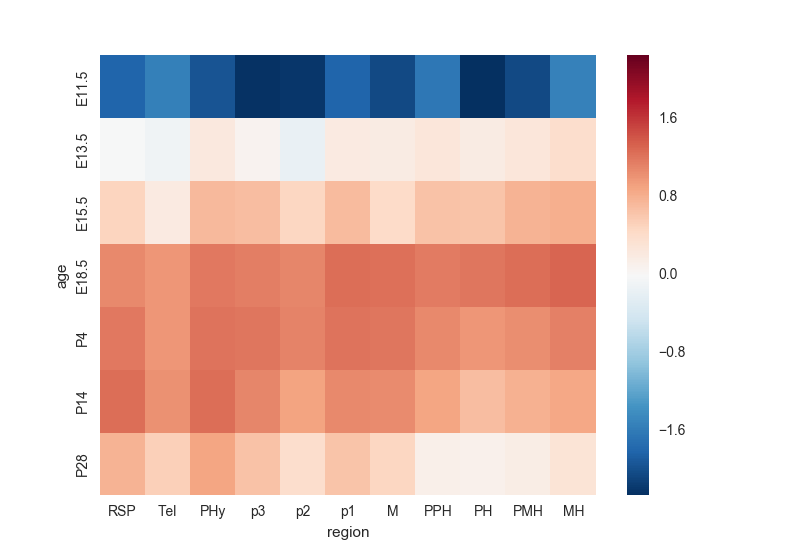 age
E11.5
E13.5
E15.5
E18.5
P4
P14
P28
RSP Tel PHy p3 p2 p1 M PPH PH PMH MH
region
1.6
0.8
0.0
−0.8
−1.6